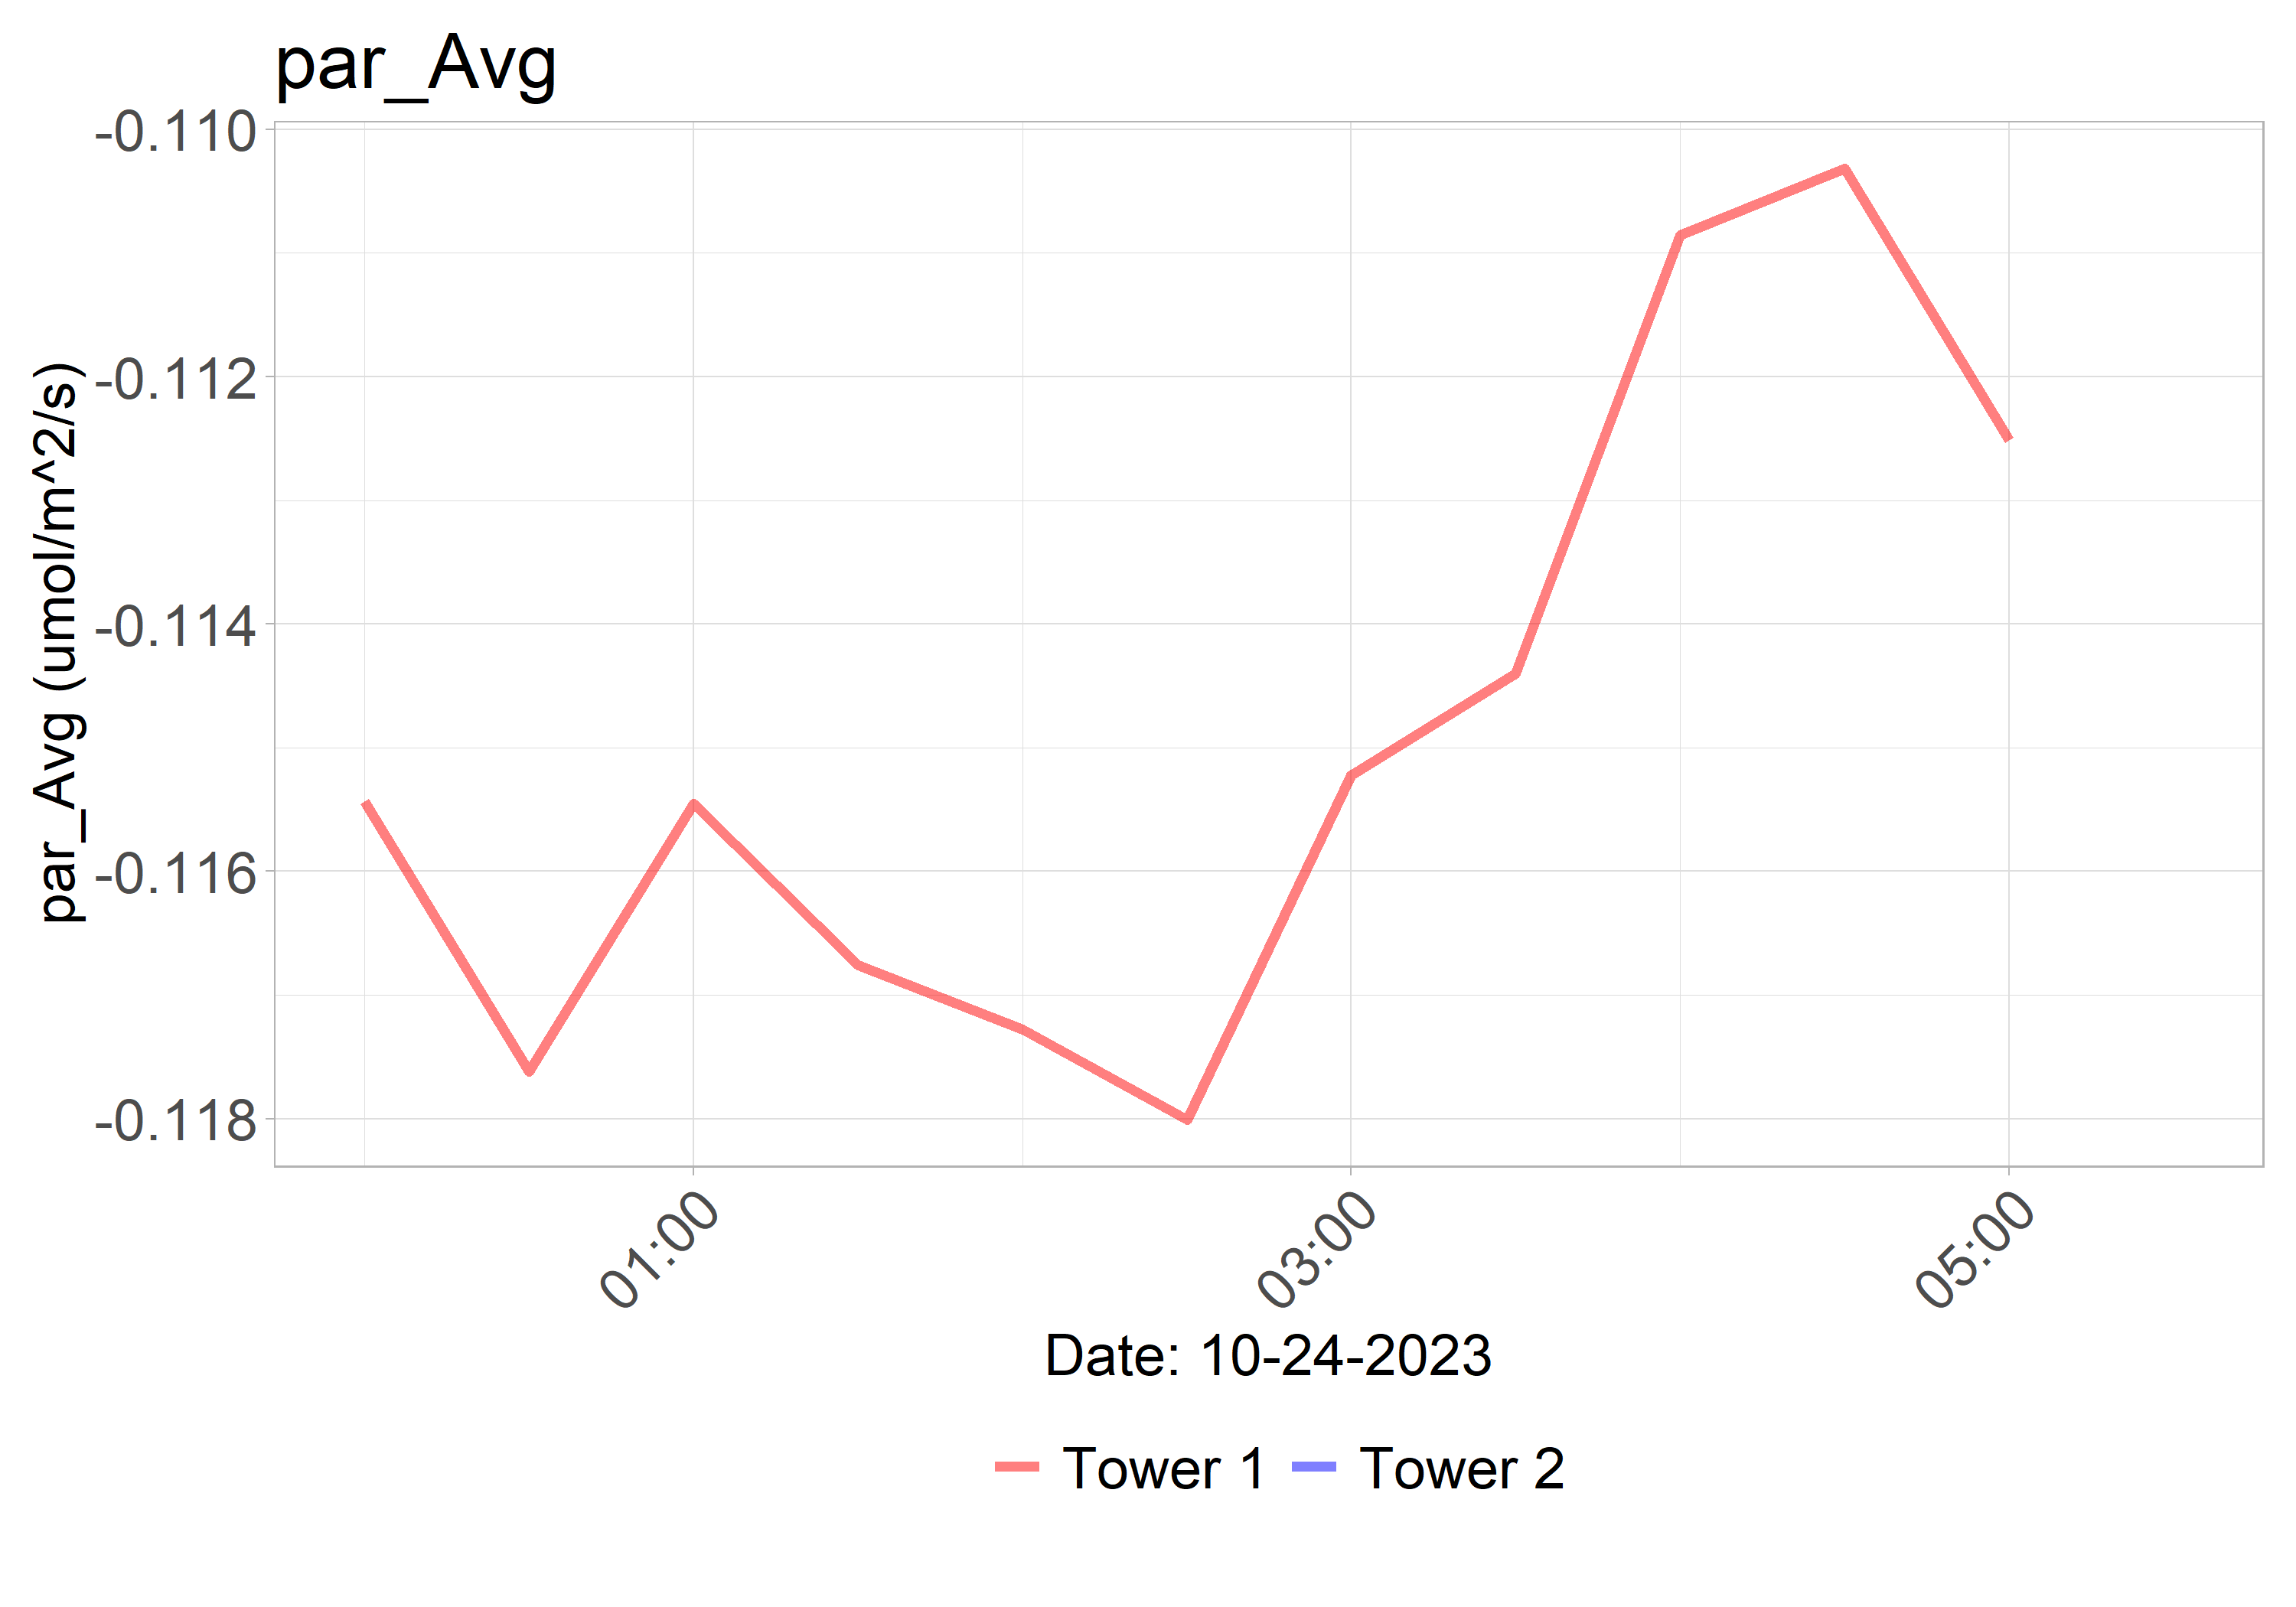 par_Avg
par_Avg (umol/m^2/s)
-0.110
-0.112
-0.114
-0.116
-0.118
01:00
03:00
05:00
Date: 10-24-2023
Tower 1
Tower 2